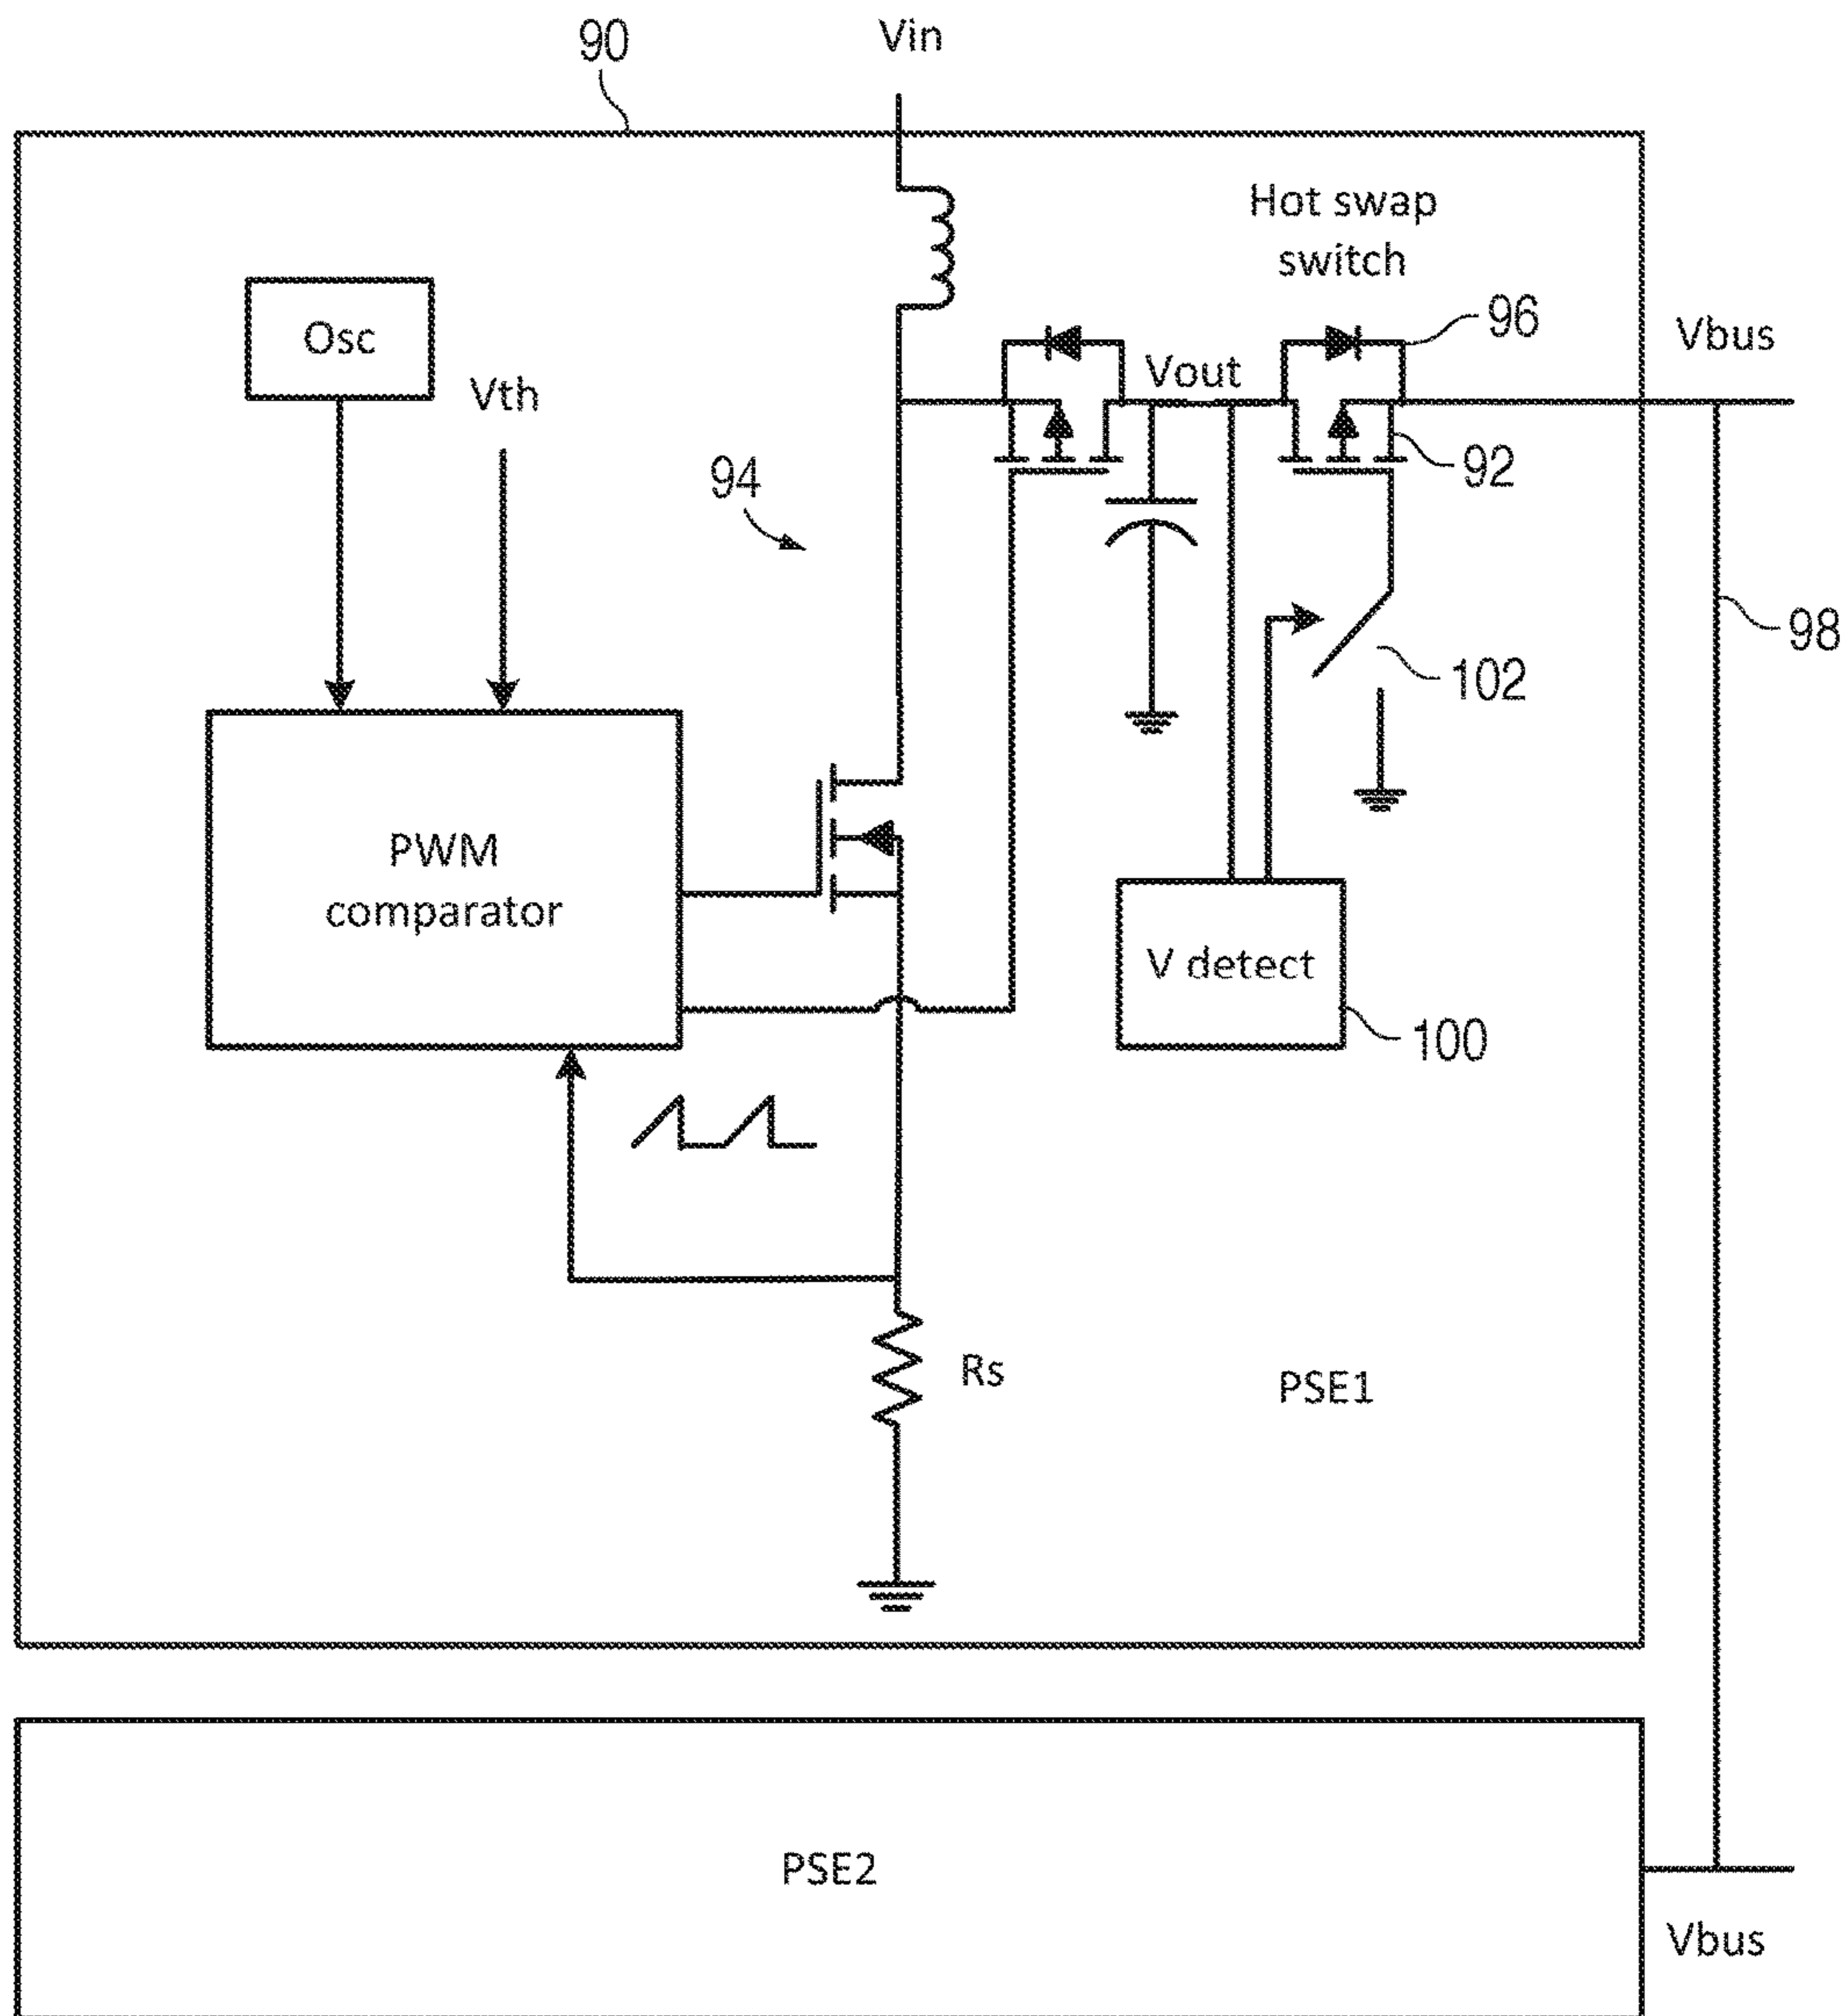 90
Vin
Hot swap
switch
Osc
Vth
96
Vbus
Vout
94
92
98
102
PWM
comparator
V detect
100
Rs
PSE1
PSE2
Vbus